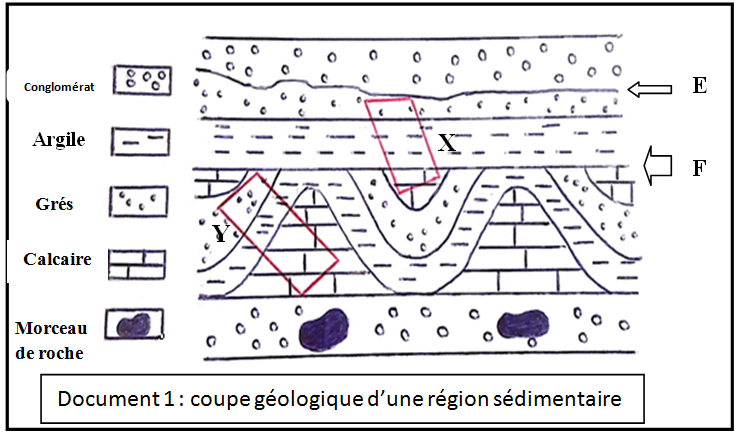 Conglomérat
E
Argile
X
F
Grés
Y
Calcaire
Morceau
de roche
Document 1 : coupe géologique d’une région sédimentaire